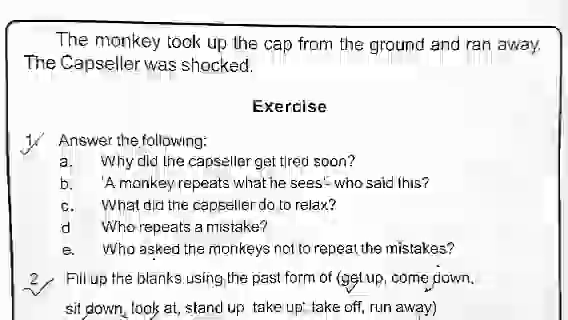 The monkey took up the cap from the ground and ran away.
The Capseller was shocked.
Exercise
1. Answer the following:
a. Why did the capseller get tired soon?
b. 'A monkey repeats what he sees'- who said this?
c. What did the capseller do to relax?
d Who repeats a mistake?
e. Who asked the monkeys not to repeat the mistakes?
2. Fill up the blanks using the past form of (get up, come down,
sit down, look at, stand up take up' take off, run away)